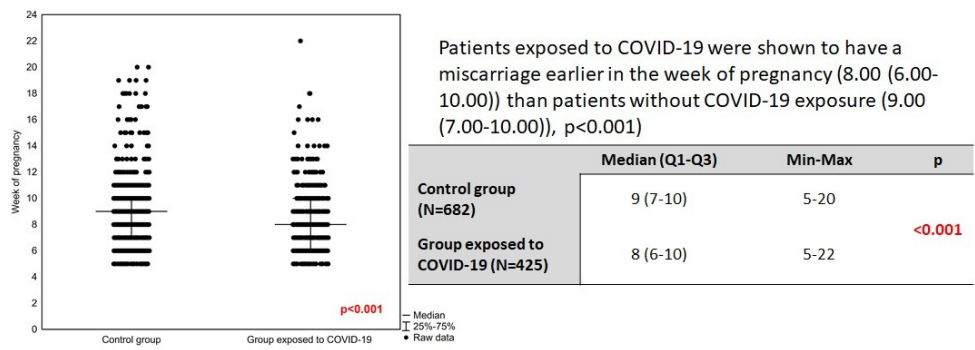 24
22
20
18
16
14
12
10
8
6
4
2
0
Week of pregnancy
Control group
Group exposed to COVID-19
p<0.001
Median
25%-75%
Raw data
Patients exposed to COVID-19 were shown to have a
miscarriage earlier in the week of pregnancy (8.00 (6.00-
10.00)) than patients without COVID-19 exposure (9.00
(7.00-10.00)), p<0.001)
Median (Q1-Q3) Min-Max p
Control group
(N=682)
9 (7-10) 5-20
<0.001
Group exposed to
COVID-19 (N=425)
8 (6-10) 5-22